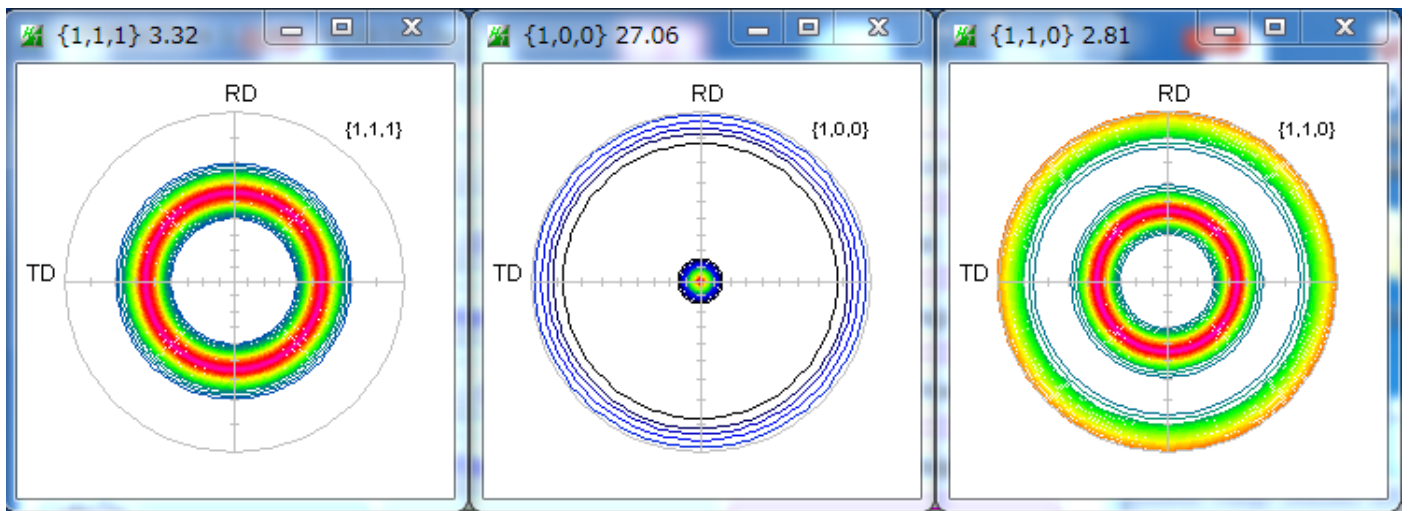 {1,1,1} 3.32
RD
{1,1,1}
TD
{1,0,0} 27.06
RD
{1,0,0}
TD
{1,1,0} 2.81
RD
{1,1,0}
TD